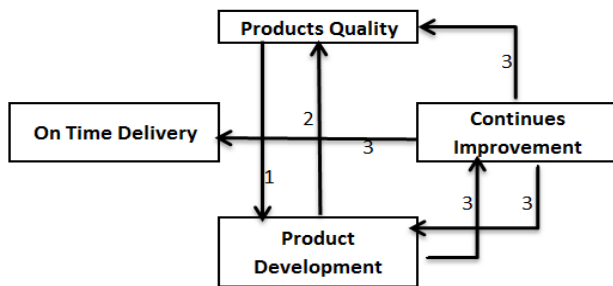 Products Quality
3
On Time Delivery
2
3
Continues
Improvement
1
3
3
Product
Development